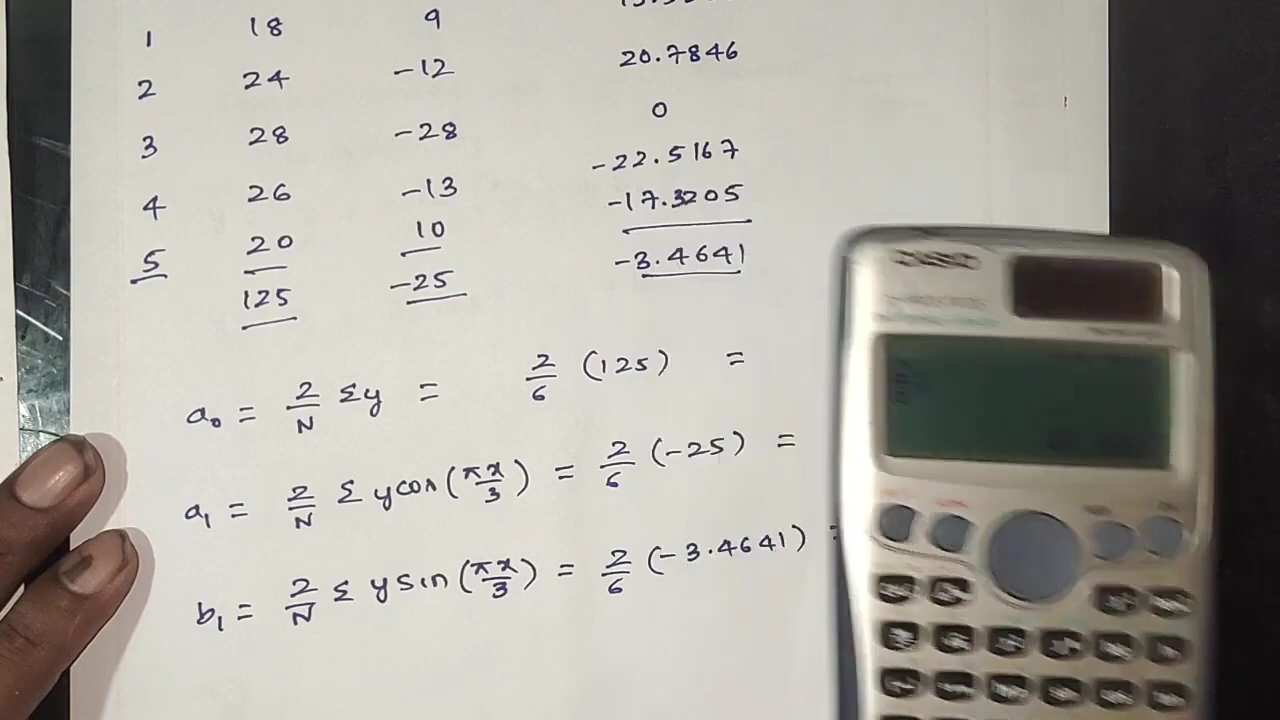 1 18 9
2 24 -12 20.7846
3 28 -28 0
4 26 -13 -22.5167
5 20 10 -17.3205
125 -25 -3.4641
a₀ = 2/N Σy = 2/6 (125) =
a₁ = 2/N Σ y cos(πx/3) = 2/6 (-25) =
b₁ = 2/N Σ y sin(πx/3) = 2/6 (-3.4641) =
CASIO